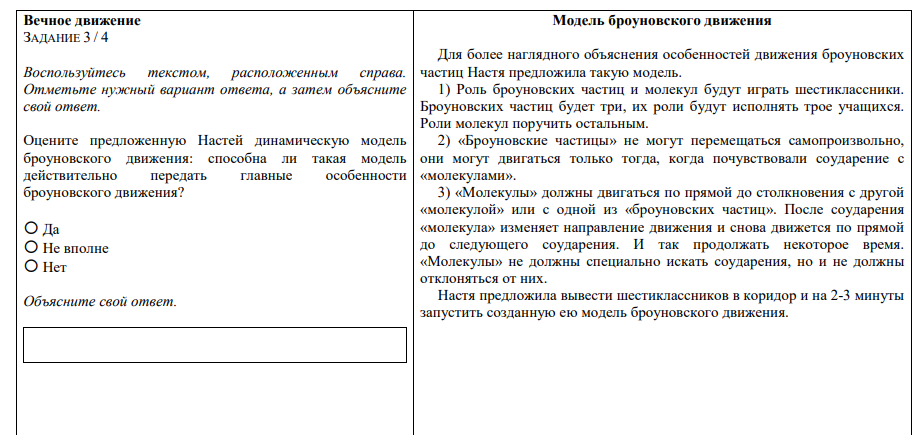 Вечное движение
ЗАДАНИЕ 3 / 4
Воспользуйтесь текстом, расположенным справа.
Отметьте нужный вариант ответа, а затем объясните
свой ответ.
Оцените предложенную Настей динамическую модель
броуновского движения: способна ли такая модель
действительно передать главные особенности
броуновского движения?
Да
Не вполне
Нет
Объясните свой ответ.
Модель броуновского движения
Для более наглядного объяснения особенностей движения броуновских
частиц Настя предложила такую модель.
1) Роль броуновских частиц и молекул будут играть шестиклассники.
Броуновских частиц будет три, их роли будут исполнять трое учащихся.
Роли молекул поручить остальным.
2) «Броуновские частицы» не могут перемещаться самопроизвольно,
они могут двигаться только тогда, когда почувствовали соударение с
«молекулами».
3) «Молекулы» должны двигаться по прямой до столкновения с другой
«молекулой» или с одной из «броуновских частиц». После соударения
«молекула» изменяет направление движения и снова движется по прямой
до следующего соударения. И так продолжать некоторое время.
«Молекулы» не должны специально искать соударения, но и не должны
отклоняться от них.
Настя предложила вывести шестиклассников в коридор и на 2-3 минуты
запустить созданную ею модель броуновского движения.